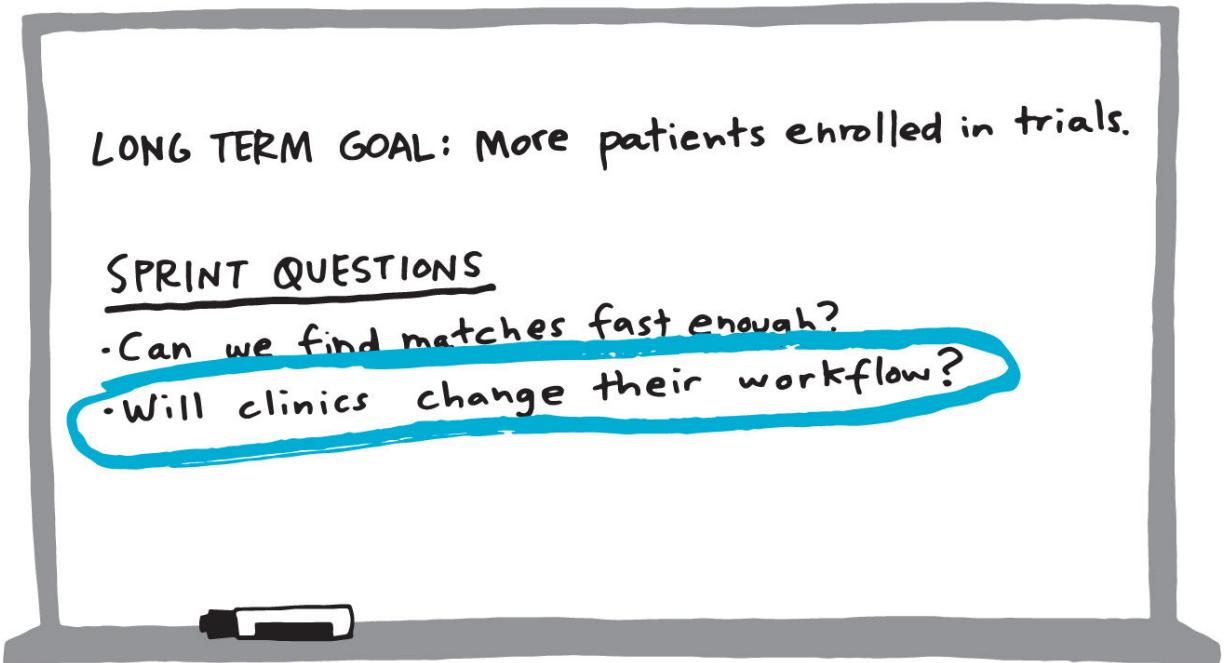 LONG TERM GOAL: More patients enrolled in trials.
SPRINT QUESTIONS
· Can we find matches fast enough?
· Will clinics change their workflow?